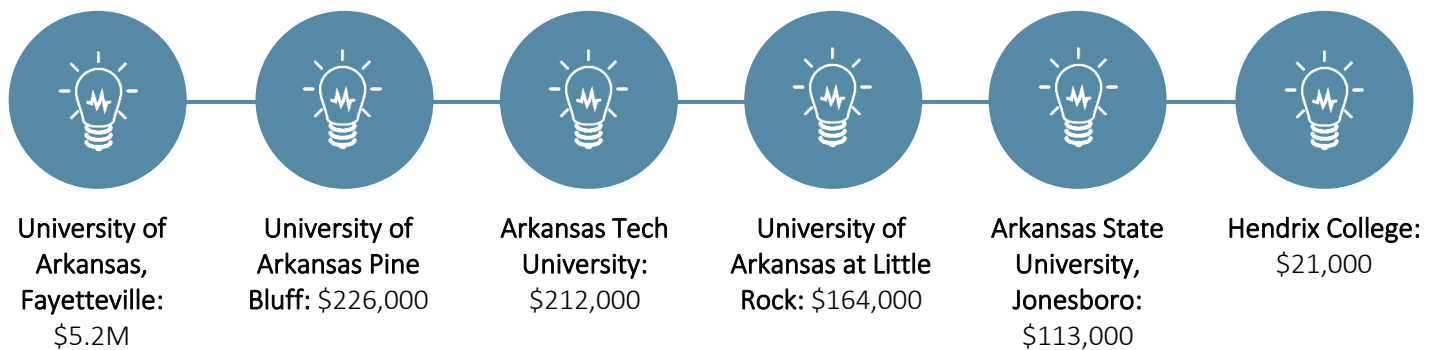 University of
Arkansas,
Fayetteville:
$5.2M
University of
Arkansas Pine
Bluff: $226,000
Arkansas Tech
University:
$212,000
University of
Arkansas at Little
Rock: $164,000
Arkansas State
University,
Jonesboro:
$113,000
Hendrix College:
$21,000